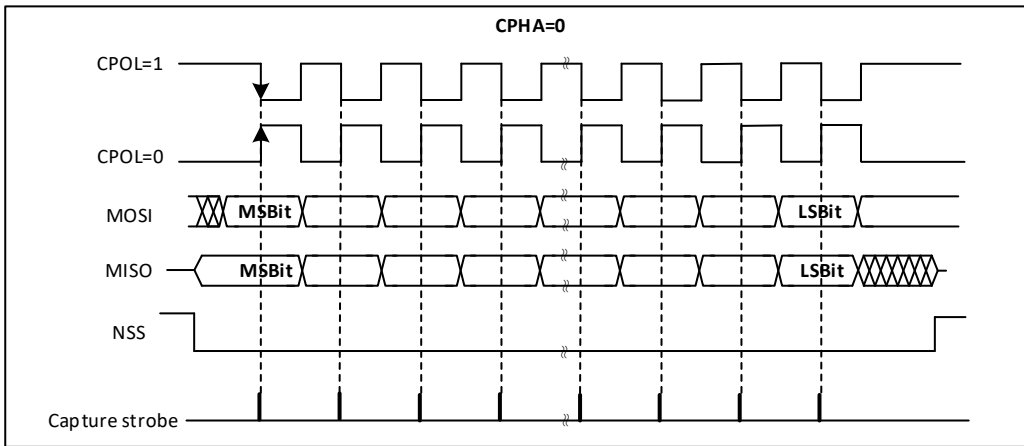 CPHA=0
CPOL=1
CPOL=0
MOSI MSBit LSBit
MISO MSBit LSBit
NSS
Capture strobe